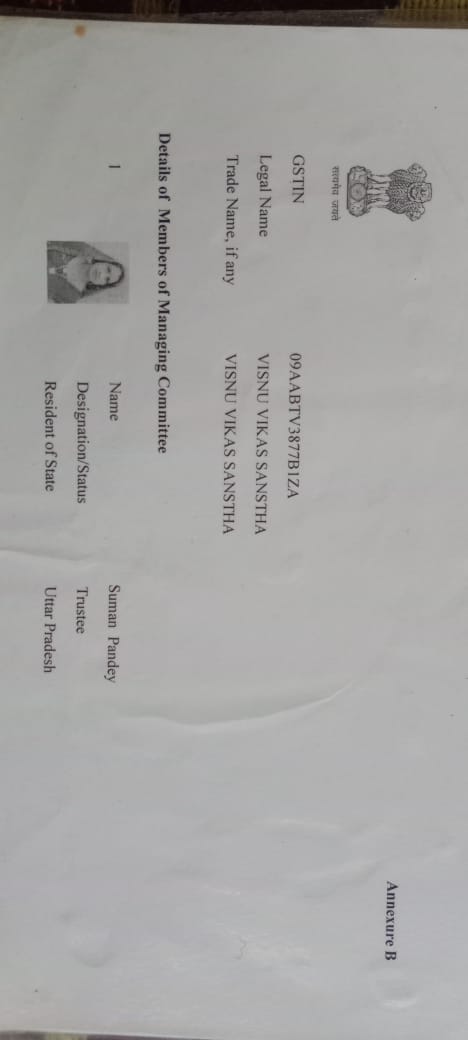 Annexure B
सत्यमेव जयते
GSTIN 09AABTV3877B1ZA
Legal Name VISNU VIKAS SANSTHA
Trade Name, if any VISNU VIKAS SANSTHA
Details of Members of Managing Committee
1 Name Suman Pandey
Designation/Status Trustee
Resident of State Uttar Pradesh